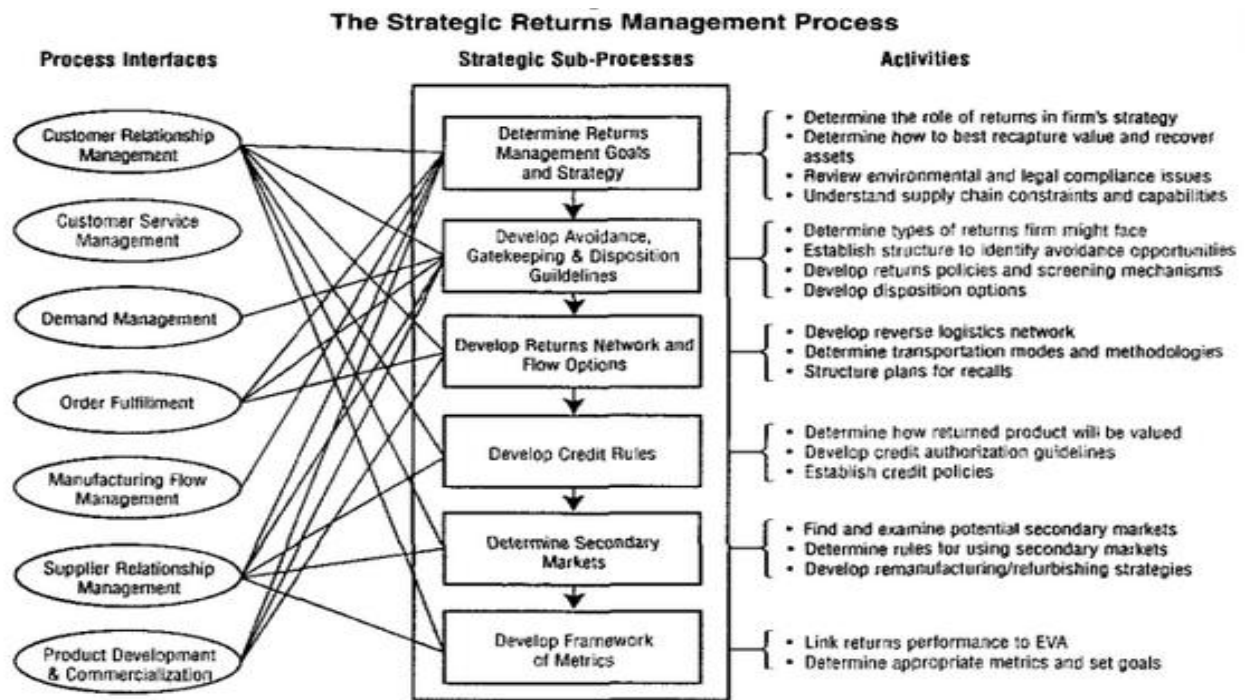 The Strategic Returns Management Process
Process Interfaces
Strategic Sub-Processes
Activities
Customer Relationship
Management
Customer Service
Management
Demand Management
Order Fulfillment
Manufacturing Flow
Management
Supplier Relationship
Management
Product Development
& Commercialization
Determine Returns
Management Goals
and Strategy
Develop Avoidance,
Gatekeeping & Disposition
Guildelines
Develop Returns Network and
Flow Options
Develop Credit Rules
Determine Secondary
Markets
Develop Framework
of Metrics
• Determine the role of returns in firm's strategy
• Determine how to best recapture value and recover
assets
• Review environmental and legal compliance issues
• Understand supply chain constraints and capabilities
• Determine types of returns firm might face
• Establish structure to identify avoidance opportunities
• Develop returns policies and screening mechanisms
• Develop disposition options
• Develop reverse logistics network
• Determine transportation modes and methodologies
• Structure plans for recalls
• Determine how returned product will be valued
• Develop credit authorization guidelines
• Establish credit policies
• Find and examine potential secondary markets
• Determine rules for using secondary markets
• Develop remanufacturing/refurbishing strategies
• Link returns performance to EVA
• Determine appropriate metrics and set goals